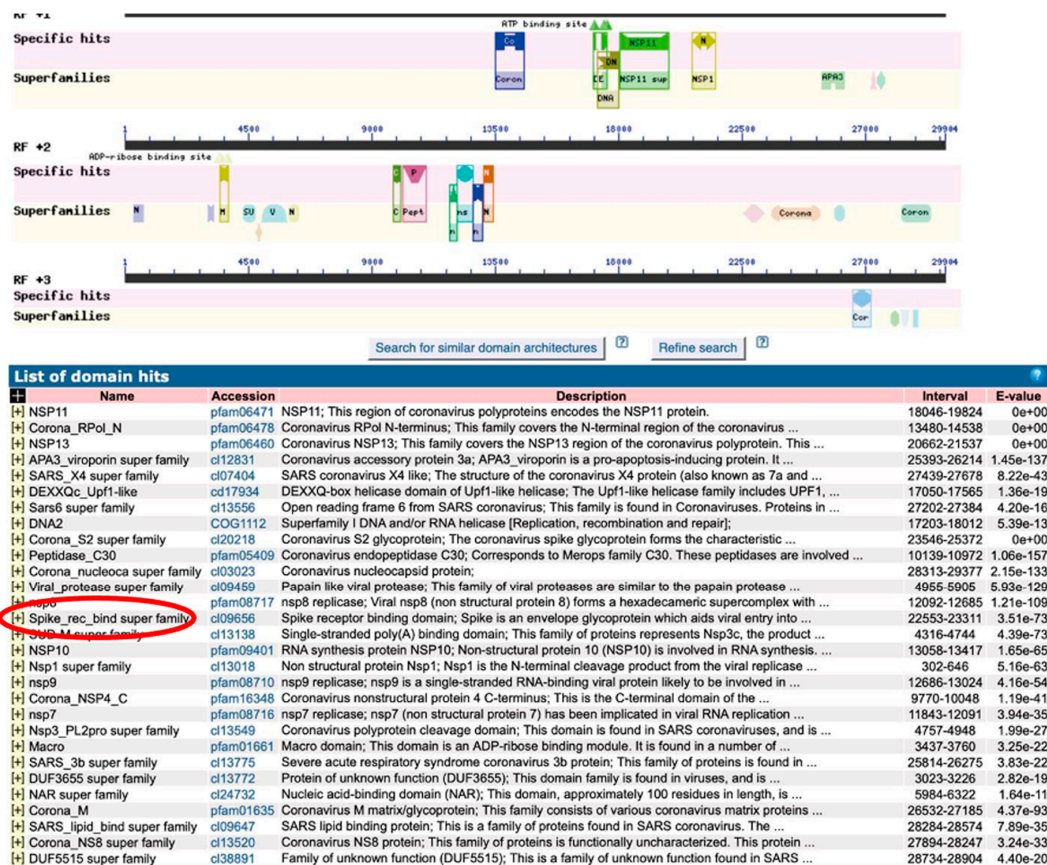 RF +1
ATP binding site
Specific hits
Co NSP11 N
DN
Superfamilies
Coron DE NSP11 sup NSP1 APA3
DNA
1 4500 9000 13500 18000 22500 27000 29904
RF +2
ADP-ribose binding site
Specific hits
C P N
Superfamilies
N M SU V N C Pept ns N Corona Coron
n n
1 4500 9000 13500 18000 22500 27000 29904
RF +3
Specific hits
Superfamilies
Cor
Search for similar domain architectures ? Refine search ?
List of domain hits ?
+ Name Accession Description Interval E-value
[+] NSP11 pfam06471 NSP11; This region of coronavirus polyproteins encodes the NSP11 protein. 18046-19824 0e+00
[+] Corona_RPol_N pfam06478 Coronavirus RPol N-terminus; This family covers the N-terminal region of the coronavirus ... 13480-14538 0e+00
[+] NSP13 pfam06460 Coronavirus NSP13; This family covers the NSP13 region of the coronavirus polyprotein. This ... 20662-21537 0e+00
[+] APA3_viroporin super family cl12831 Coronavirus accessory protein 3a; APA3_viroporin is a pro-apoptosis-inducing protein. It ... 25393-26214 1.45e-137
[+] SARS_X4 super family cl07404 SARS coronavirus X4 like; The structure of the coronavirus X4 protein (also known as 7a and ... 27439-27678 8.22e-43
[+] DEXXQc_Upf1-like cd17934 DEXXQ-box helicase domain of Upf1-like helicase; The Upf1-like helicase family includes UPF1, ... 17050-17565 1.36e-19
[+] Sars6 super family cl13556 Open reading frame 6 from SARS coronavirus; This family is found in Coronaviruses. Proteins in ... 27202-27384 4.20e-16
[+] DNA2 COG1112 Superfamily I DNA and/or RNA helicase [Replication, recombination and repair]; 17203-18012 5.39e-13
[+] Corona_S2 super family cl20218 Coronavirus S2 glycoprotein; The coronavirus spike glycoprotein forms the characteristic ... 23546-25372 0e+00
[+] Peptidase_C30 pfam05409 Coronavirus endopeptidase C30; Corresponds to Merops family C30. These peptidases are involved ... 10139-10972 1.06e-157
[+] Corona_nucleoca super family cl03023 Coronavirus nucleocapsid protein; 28313-29377 2.15e-133
[+] Viral_protease super family cl09459 Papain like viral protease; This family of viral proteases are similar to the papain protease ... 4955-5905 5.93e-129
[+] nsp8 pfam08717 nsp8 replicase; Viral nsp8 (non structural protein 8) forms a hexadecameric supercomplex with ... 12092-12685 1.21e-109
[+] Spike_rec_bind super family cl09656 Spike receptor binding domain; Spike is an envelope glycoprotein which aids viral entry into ... 22553-23311 3.51e-73
[+] SUD-M super family cl13138 Single-stranded poly(A) binding domain; This family of proteins represents Nsp3c, the product ... 4316-4744 4.39e-73
[+] NSP10 pfam09401 RNA synthesis protein NSP10; Non-structural protein 10 (NSP10) is involved in RNA synthesis. ... 13058-13417 1.65e-65
[+] Nsp1 super family cl13018 Non structural protein Nsp1; Nsp1 is the N-terminal cleavage product from the viral replicase ... 302-646 5.16e-63
[+] nsp9 pfam08710 nsp9 replicase; nsp9 is a single-stranded RNA-binding viral protein likely to be involved in ... 12686-13024 4.16e-54
[+] Corona_NSP4_C pfam16348 Coronavirus nonstructural protein 4 C-terminus; This is the C-terminal domain of the ... 9770-10048 1.19e-41
[+] nsp7 pfam08716 nsp7 replicase; nsp7 (non structural protein 7) has been implicated in viral RNA replication ... 11843-12091 3.94e-35
[+] Nsp3_PL2pro super family cl13549 Coronavirus polyprotein cleavage domain; This domain is found in SARS coronaviruses, and is ... 4757-4948 1.99e-27
[+] Macro pfam01661 Macro domain; This domain is an ADP-ribose binding module. It is found in a number of ... 3437-3760 3.25e-22
[+] SARS_3b super family cl13775 Severe acute respiratory syndrome coronavirus 3b protein; This family of proteins is found in ... 25814-26275 3.83e-22
[+] DUF3655 super family cl13772 Protein of unknown function (DUF3655); This domain family is found in viruses, and is ... 3023-3226 2.82e-19
[+] NAR super family cl24732 Nucleic acid-binding domain (NAR); This domain, approximately 100 residues in length, is ... 5984-6322 1.64e-11
[+] Corona_M pfam01635 Coronavirus M matrix/glycoprotein; This family consists of various coronavirus matrix proteins ... 26532-27185 4.37e-93
[+] SARS_lipid_bind super family cl09647 SARS lipid binding protein; This is a family of proteins found in SARS coronavirus. The ... 28284-28574 7.89e-35
[+] Corona_NS8 super family cl13520 Coronavirus NS8 protein; This family of proteins is functionally uncharacterized. This protein ... 27894-28247 3.24e-33
[+] DUF5515 super family cl38891 Family of unknown function (DUF5515); This is a family of unknown function found in SARS ... 28734-28904 4.40e-20